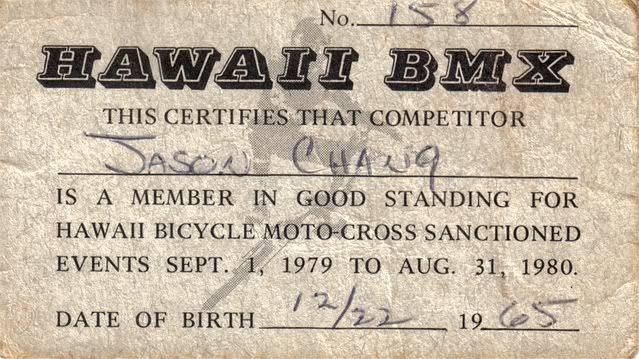 No. 158
HAWAII BMX
THIS CERTIFIES THAT COMPETITOR
JASON CHANG
IS A MEMBER IN GOOD STANDING FOR
HAWAII BICYCLE MOTO-CROSS SANCTIONED
EVENTS SEPT. 1, 1979 TO AUG. 31, 1980.
DATE OF BIRTH 12/22 1965